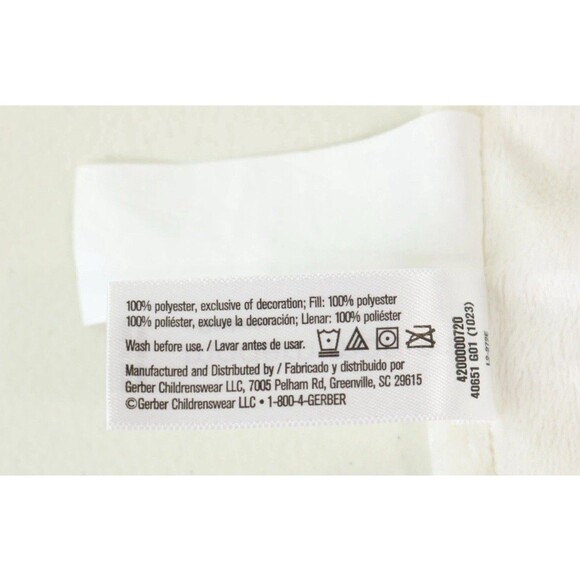 100% polyester, exclusive of decoration; Fill: 100% polyester
100% poliéster, excluye la decoración; Llenar: 100% poliéster
Wash before use. / Lavar antes de usar.
Manufactured and Distributed by / Fabricado y distribuido por
Gerber Childrenswear LLC, 7005 Pelham Rd, Greenville, SC 29615
©Gerber Childrenswear LLC • 1-800-4-GERBER
4200000720
40651 G01 (1023)